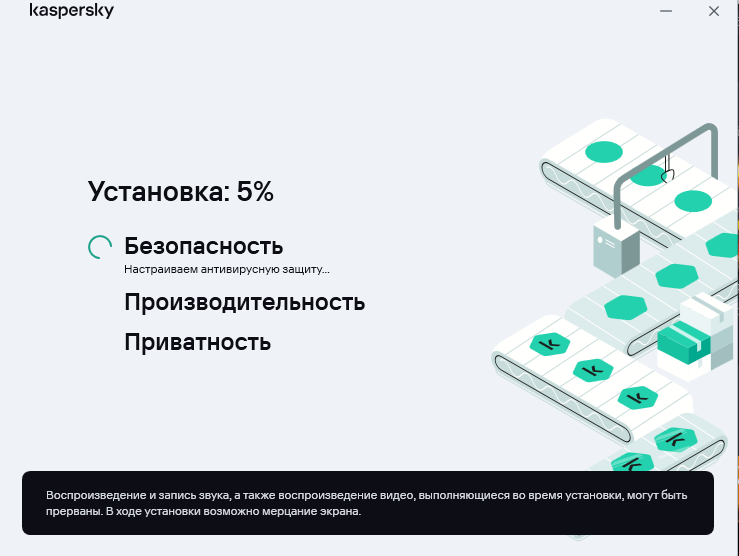 kaspersky
Установка: 5%
Безопасность
Настраиваем антивирусную защиту...
Производительность
Приватность
Воспроизведение и запись звука, а также воспроизведение видео, выполняющиеся во время установки, могут быть
прерваны. В ходе установки возможно мерцание экрана.